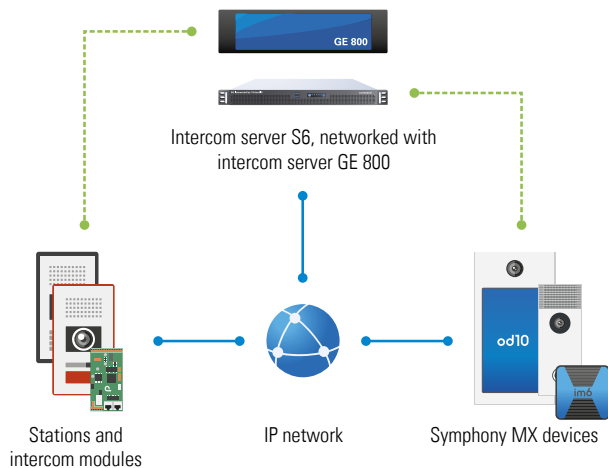 GE 800
Intercom server S6, networked with
intercom server GE 800
od10
im6
Stations and
intercom modules
IP network
Symphony MX devices